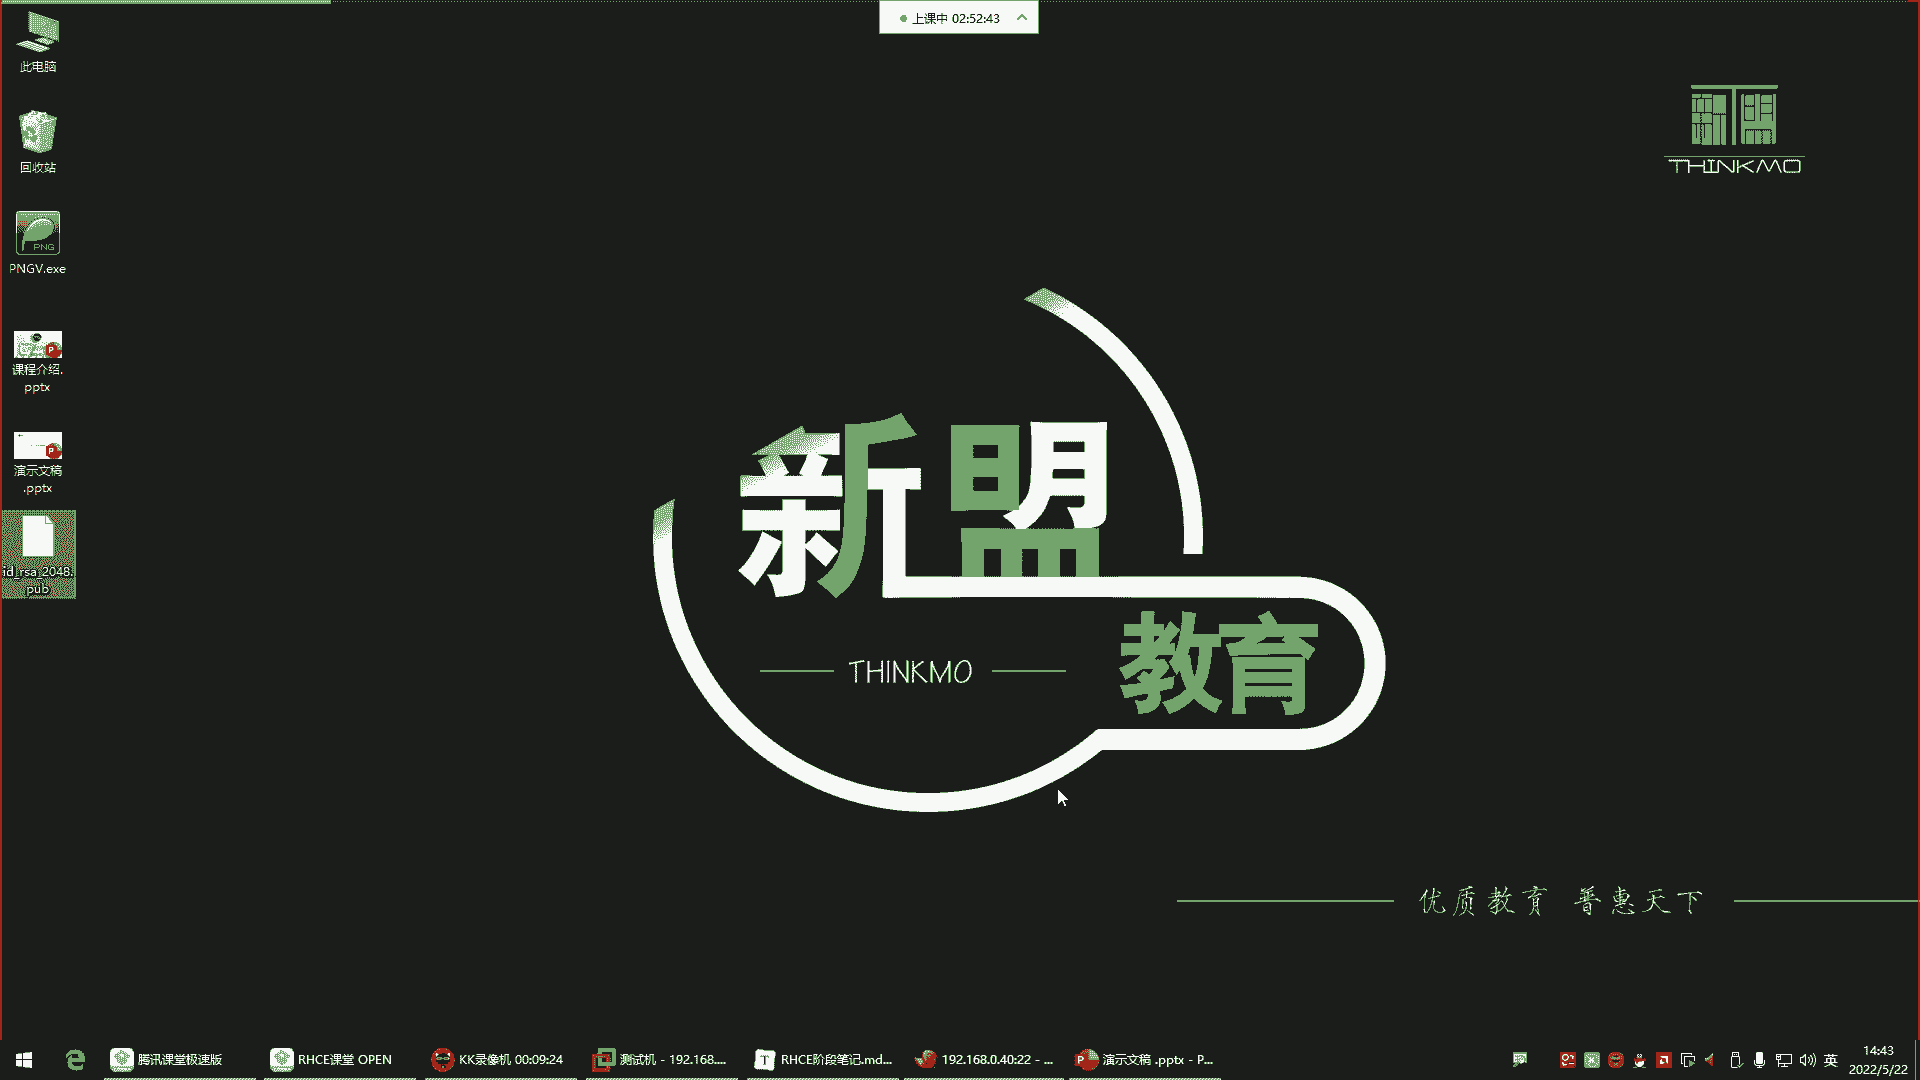 上课中 02:52:43
此电脑
回收站
PNG
PNGV.exe
课程介绍.
pptx
演示文稿
.pptx
id_rsa_2048.
pub
THINKMO
新盟
教育
THINKMO
优质教育 普惠天下
腾讯课堂极速版
RHCE课堂 OPEN
KK录像机 00:09:24
测试机 - 192.168....
RHCE阶段笔记.md...
192.168.0.40:22 - ...
演示文稿 .pptx - P...
英
14:43
2022/5/22